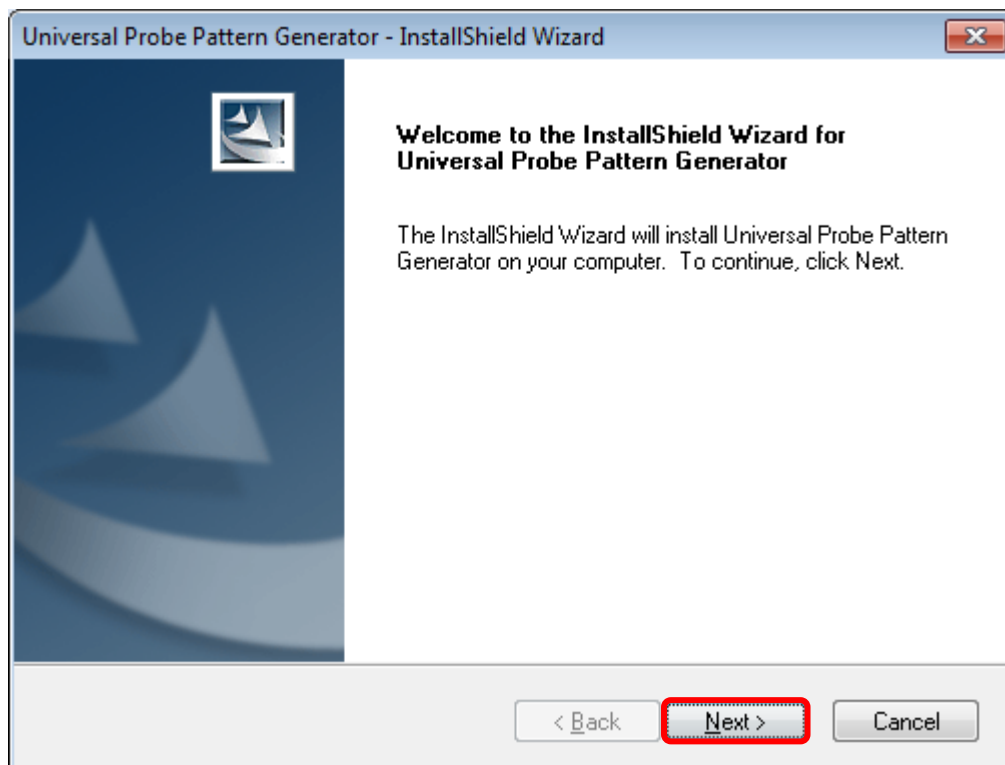 Universal Probe Pattern Generator - InstallShield Wizard
Welcome to the InstallShield Wizard for
Universal Probe Pattern Generator
The InstallShield Wizard will install Universal Probe Pattern
Generator on your computer.  To continue, click Next.
< Back Next > Cancel